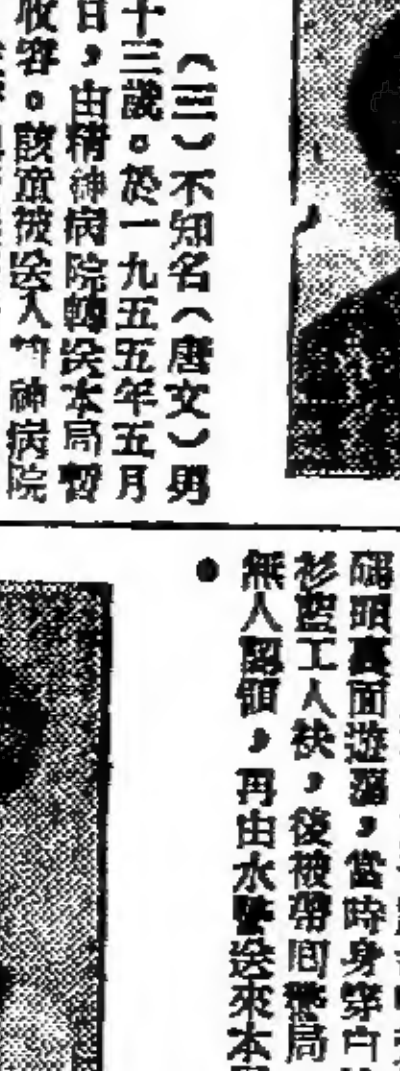 （三）不知名（唐文）男
十三歲。於一九五五年五月
日，由精神病院轉送本局暫
收容。該童被送入精神病院
碼頭裏面遊蕩，當時身穿白
衫藍工人袂，後被帶回警局
無人認領，再由水警送來本
。